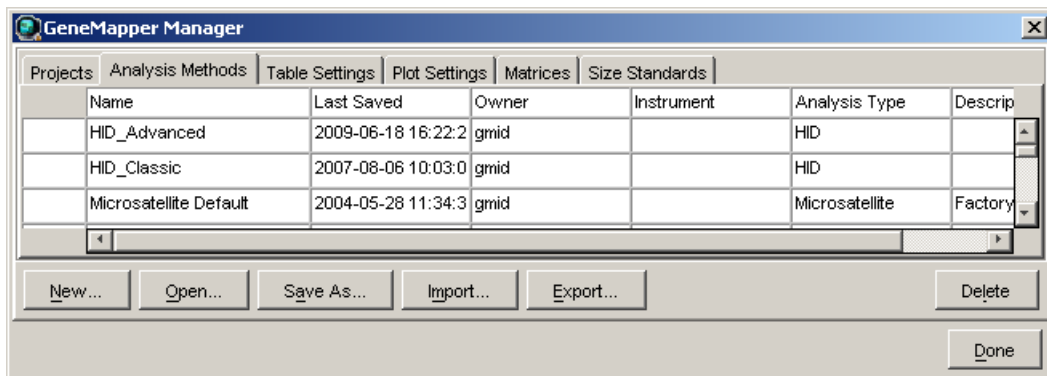 GeneMapper Manager
Projects Analysis Methods Table Settings Plot Settings Matrices Size Standards
Name Last Saved Owner Instrument Analysis Type Descrip
HID_Advanced 2009-06-18 16:22:2 gmid HID
HID_Classic 2007-08-06 10:03:0 gmid HID
Microsatellite Default 2004-05-28 11:34:3 gmid Microsatellite Factory
New... Open... Save As... Import... Export... Delete
Done